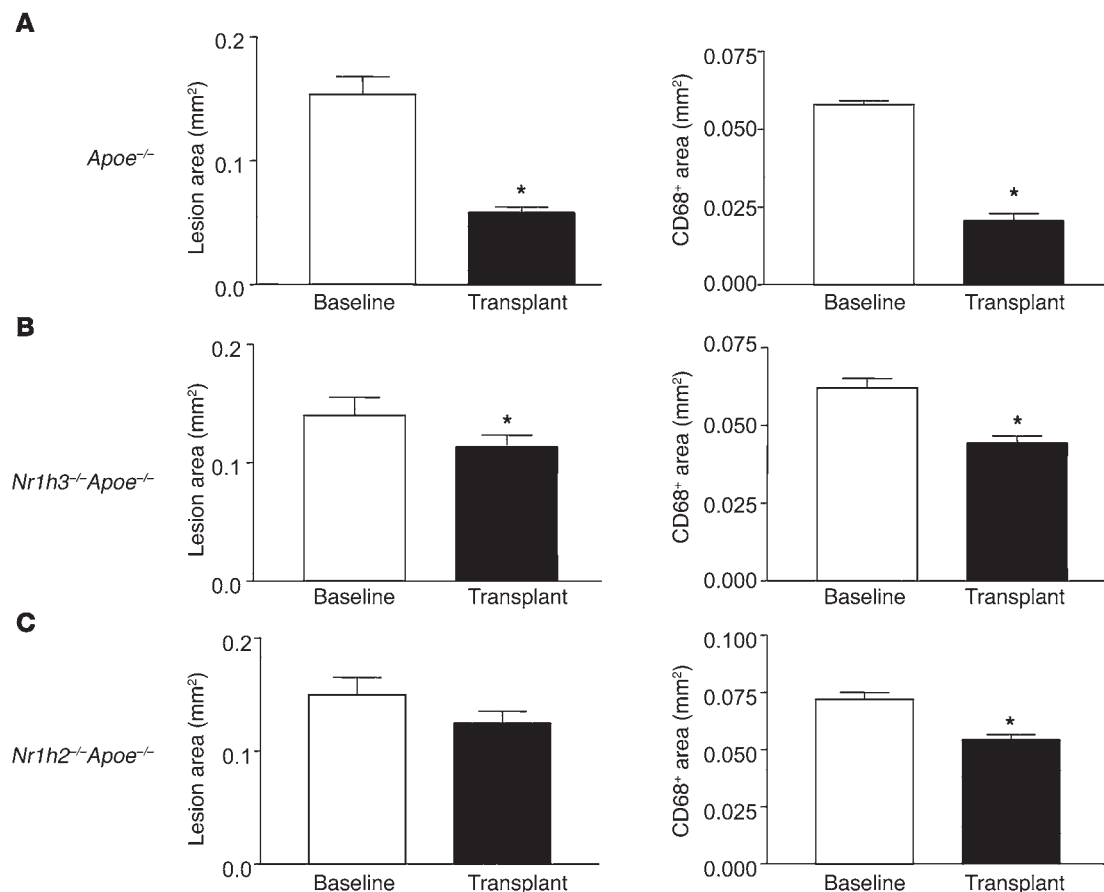 A
Apoe⁻/⁻
Lesion area (mm²)
0.2
0.1
0.0
*
Baseline Transplant
CD68⁺ area (mm²)
0.075
0.050
0.025
0.000
*
Baseline Transplant
B
Nr1h3⁻/⁻Apoe⁻/⁻
Lesion area (mm²)
0.2
0.1
0.0
*
Baseline Transplant
CD68⁺ area (mm²)
0.075
0.050
0.025
0.000
*
Baseline Transplant
C
Nr1h2⁻/⁻Apoe⁻/⁻
Lesion area (mm²)
0.2
0.1
0.0
Baseline Transplant
CD68⁺ area (mm²)
0.100
0.075
0.050
0.025
0.000
*
Baseline Transplant